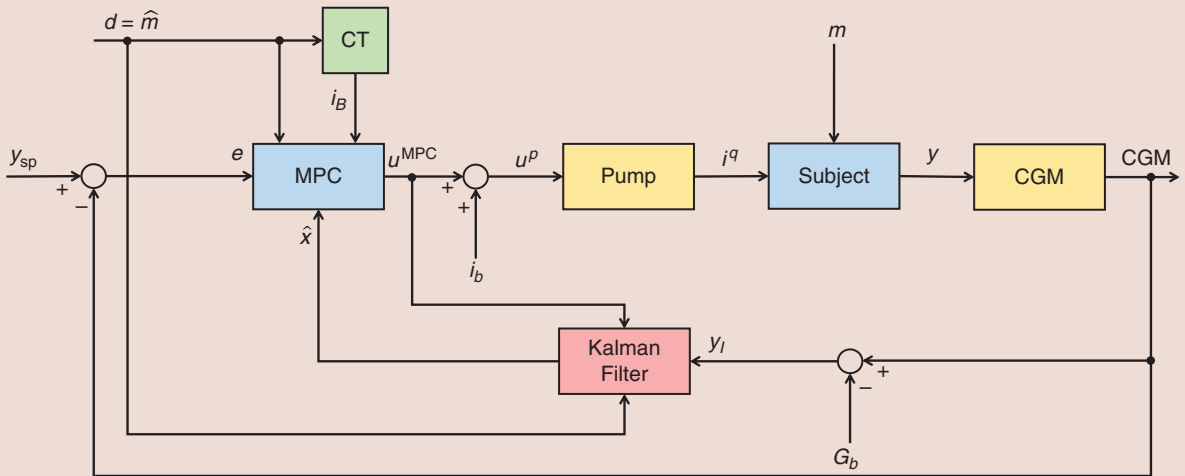 d = m̂
CT
m
i_B
y_sp
e
u^MPC
u^p
i^q
y
CGM
+
−
MPC
+
+
Pump
Subject
CGM
x̂
i_b
Kalman
Filter
y_I
+
−
G_b